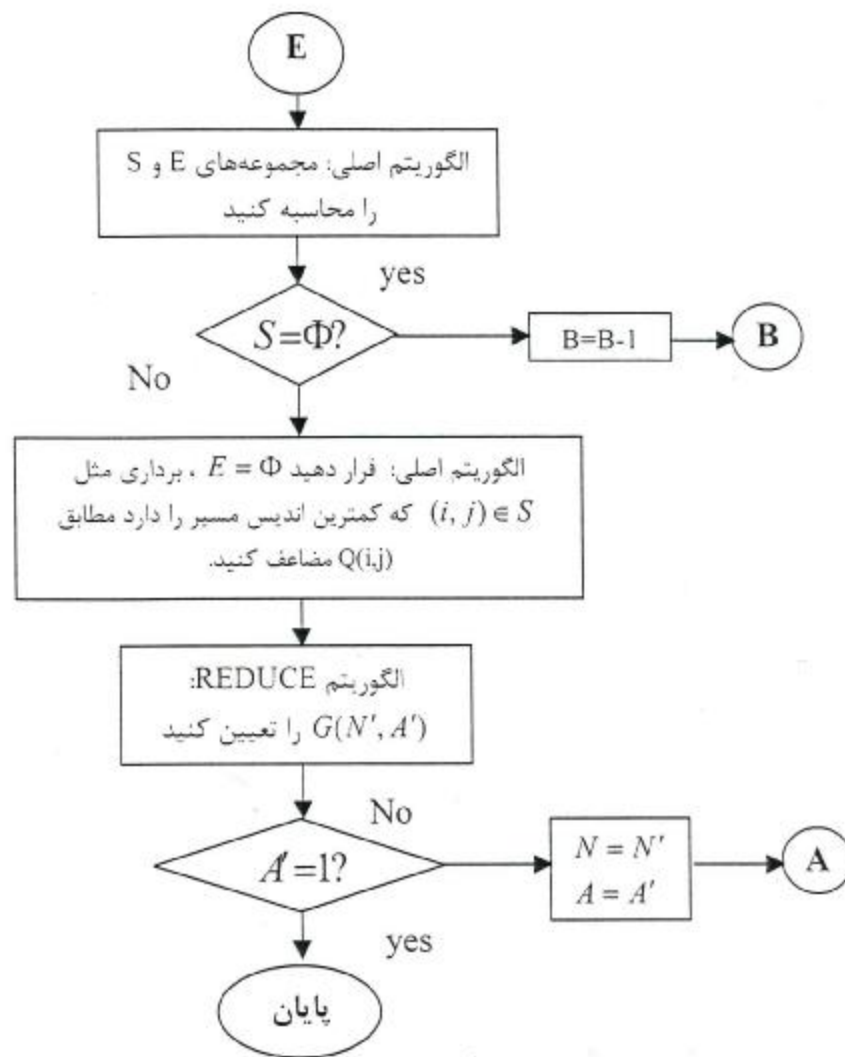 E
الگوریتم اصلی: مجموعه‌های E و S
را محاسبه کنید
yes
S=Φ?
B=B-1
B
No
الگوریتم اصلی: قرار دهید E = Φ ، برداری مثل
(i, j) ∈ S که کمترین اندیس مسیر را دارد مطابق
Q(i,j) مضاعف کنید.
الگوریتم REDUCE:
G(N′, A′) را تعیین کنید
No
A′=1?
N = N′
A = A′
A
yes
پایان